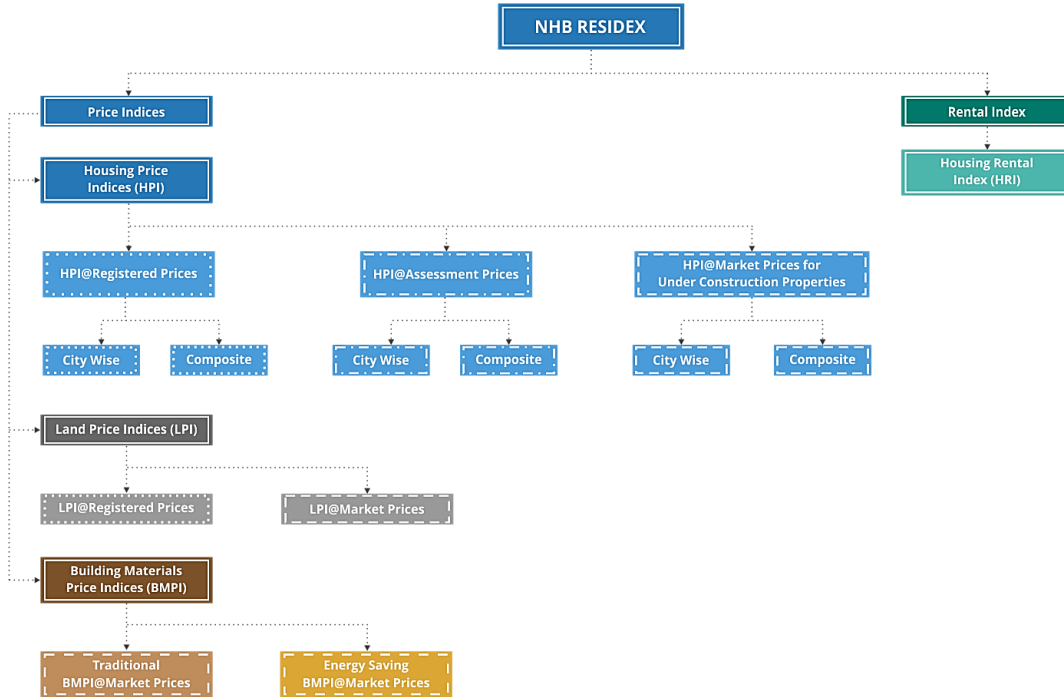 NHB RESIDEX
Price Indices
Rental Index
Housing Price
Indices (HPI)
Housing Rental
Index (HRI)
HPI@Registered Prices
HPI@Assessment Prices
HPI@Market Prices for
Under Construction Properties
City Wise
Composite
City Wise
Composite
City Wise
Composite
Land Price Indices (LPI)
LPI@Registered Prices
LPI@Market Prices
Building Materials
Price Indices (BMPI)
Traditional
BMPI@Market Prices
Energy Saving
BMPI@Market Prices